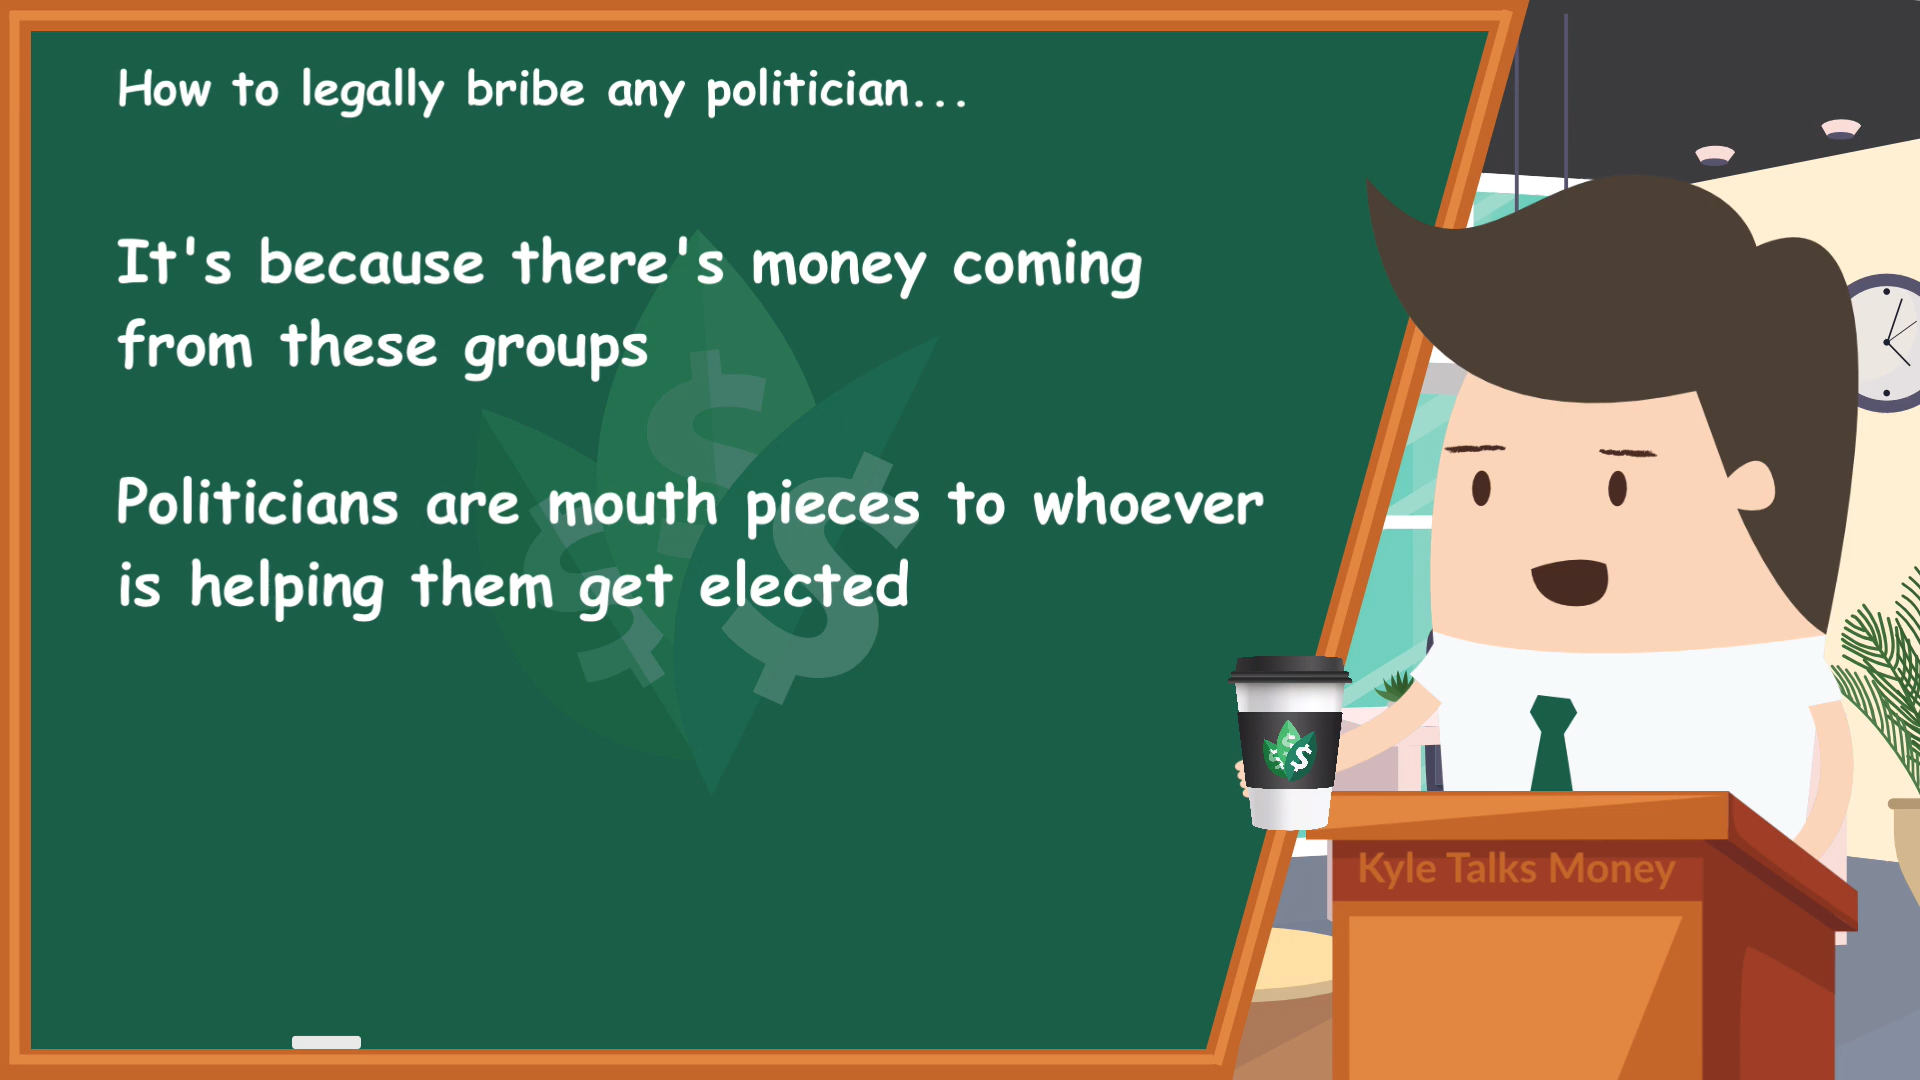 How to legally bribe any politician...
It's because there's money coming
from these groups
Politicians are mouth pieces to whoever
is helping them get elected
Kyle Talks Money